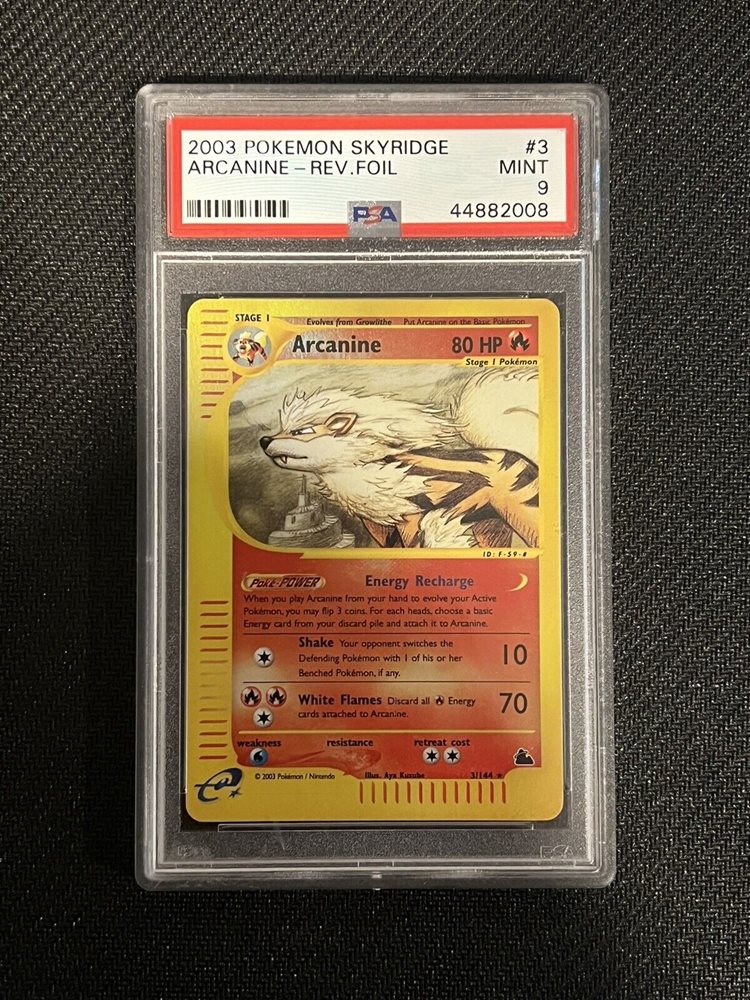 2003 POKEMON SKYRIDGE #3
ARCANINE - REV.FOIL MINT
9
PSA 44882008
STAGE 1 Evolves from Growlithe Put Arcanine on the Basic Pokémon
Arcanine 80 HP
Stage 1 Pokémon
ID: F-59-#
Poké-POWER Energy Recharge
When you play Arcanine from your hand to evolve your Active
Pokémon, you may flip 3 coins. For each heads, choose a basic
Energy card from your discard pile and attach it to Arcanine.
Shake Your opponent switches the
Defending Pokémon with 1 of his or her 10
Benched Pokémon, if any.
White Flames Discard all Energy 70
cards attached to Arcanine.
weakness resistance retreat cost
© 2003 Pokémon / Nintendo Illus. Aya Kusube 3/144 ★
e
PSA